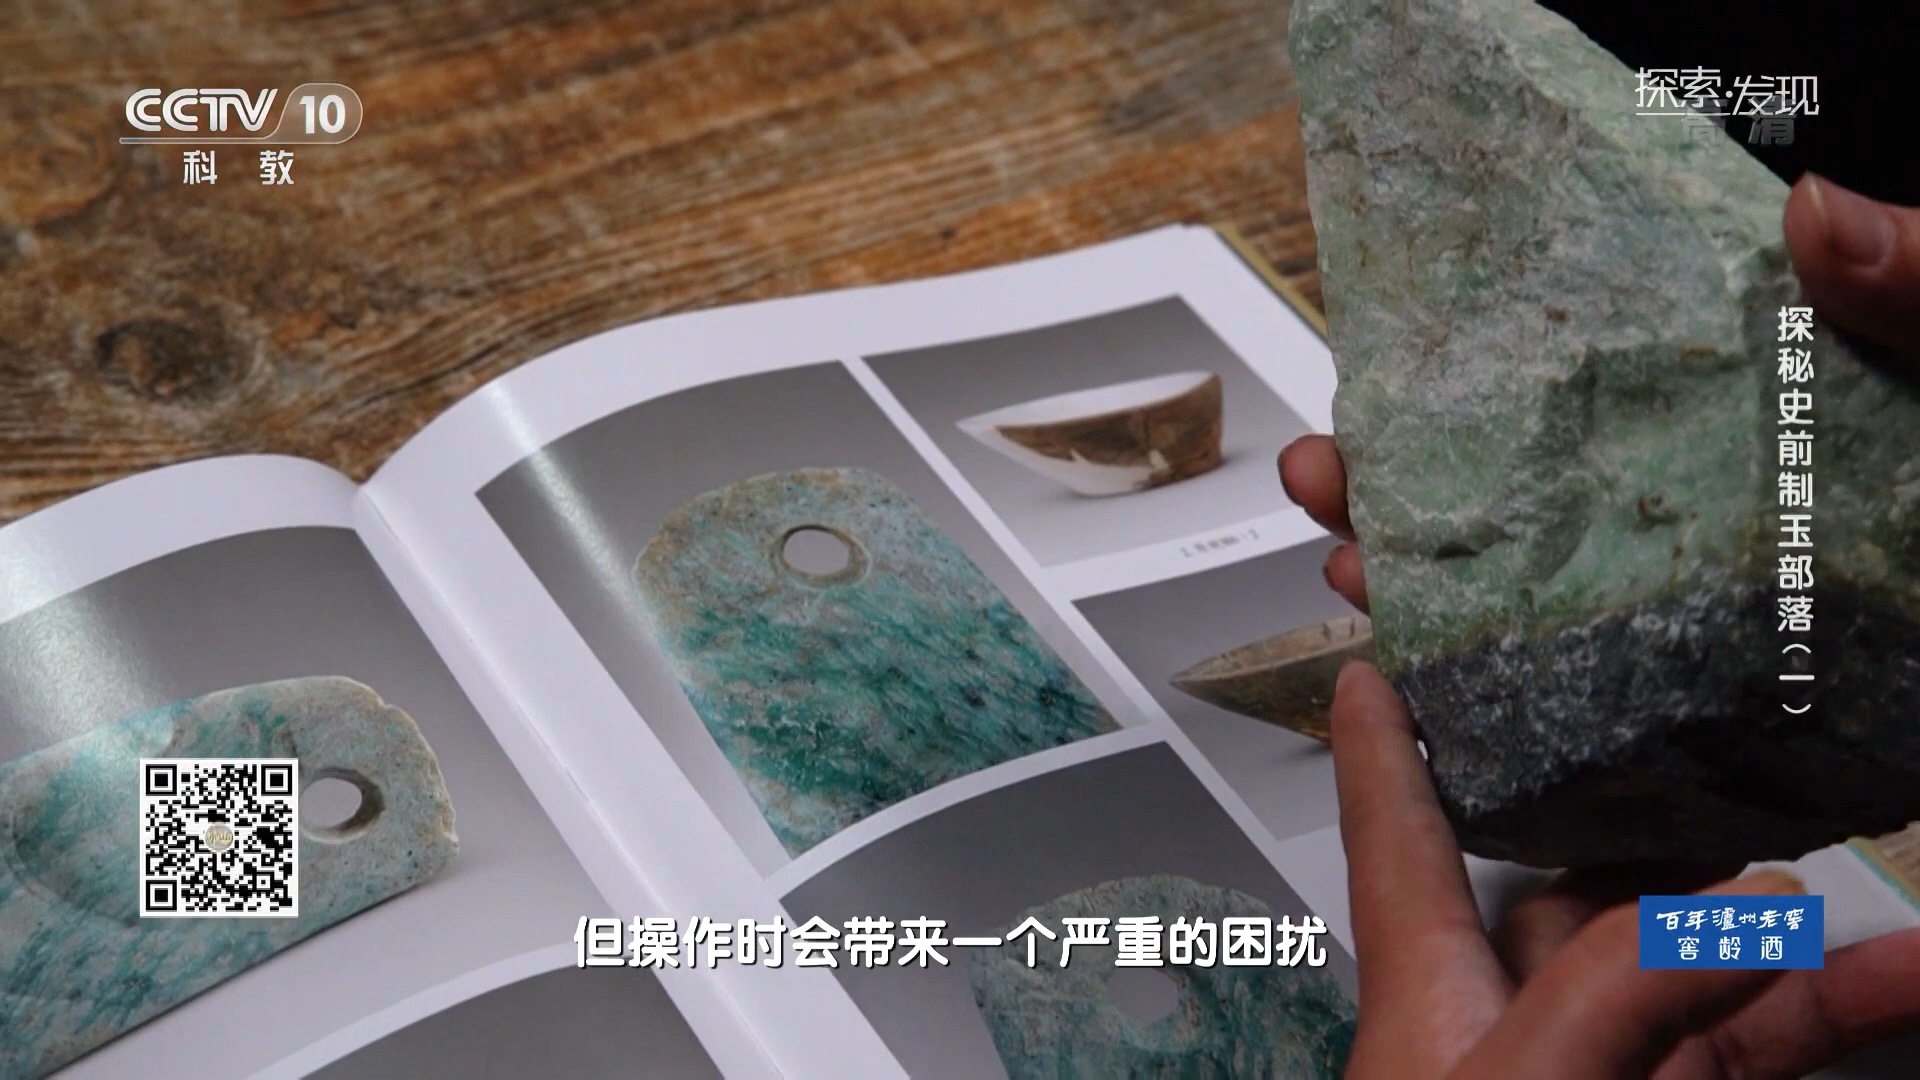 CCTV 10
科 教
探索·发现
高清
探秘史前制玉部落（一）
但操作时会带来一个严重的困扰
百年泸州老窖
窖龄酒